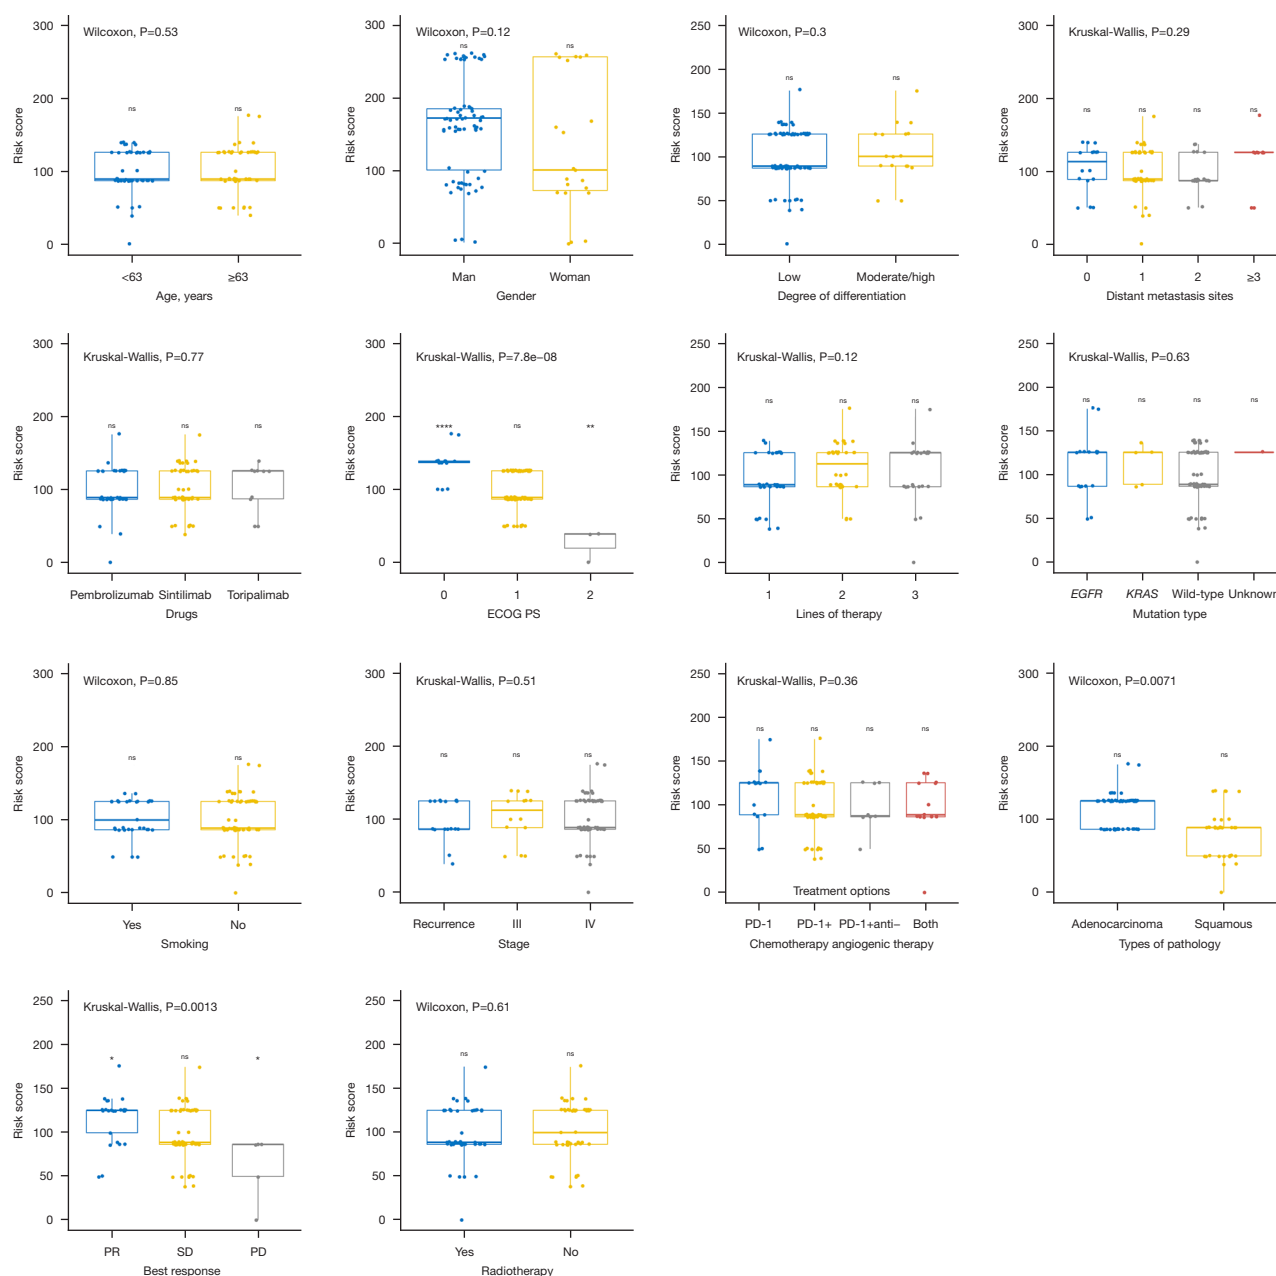 300
200
100
0
Risk score
Wilcoxon, P=0.53
ns
ns
<63
≥63
Age, years
300
200
100
0
Risk score
Wilcoxon, P=0.12
ns
ns
Man
Woman
Gender
250
200
150
100
50
0
Risk score
Wilcoxon, P=0.3
ns
ns
Low
Moderate/high
Degree of differentiation
300
200
100
0
Risk score
Kruskal-Wallis, P=0.29
ns
ns
ns
ns
0
1
2
≥3
Distant metastasis sites
300
200
100
0
Risk score
Kruskal-Wallis, P=0.77
ns
ns
ns
Pembrolizumab Sintilimab Toripalimab
Drugs
300
200
100
0
Risk score
Kruskal-Wallis, P=7.8e−08
****
ns
**
0
1
2
ECOG PS
250
200
150
100
50
0
Risk score
Kruskal-Wallis, P=0.12
ns
ns
ns
1
2
3
Lines of therapy
250
200
150
100
50
0
Risk score
Kruskal-Wallis, P=0.63
ns
ns
ns
ns
EGFR KRAS Wild-type Unknown
Mutation type
300
200
100
0
Risk score
Wilcoxon, P=0.85
ns
ns
Yes
No
Smoking
300
200
100
0
Risk score
Kruskal-Wallis, P=0.51
ns
ns
ns
Recurrence
III
IV
Stage
250
200
150
100
50
0
Risk score
Kruskal-Wallis, P=0.36
ns
ns
ns
ns
Treatment options
PD-1 PD-1+ PD-1+anti− Both
Chemotherapy angiogenic therapy
300
200
100
0
Risk score
Wilcoxon, P=0.0071
ns
ns
Adenocarcinoma
Squamous
Types of pathology
250
200
150
100
50
0
Risk score
Kruskal-Wallis, P=0.0013
*
ns
*
PR
SD
PD
Best response
250
200
150
100
50
0
Risk score
Wilcoxon, P=0.61
ns
ns
Yes
No
Radiotherapy